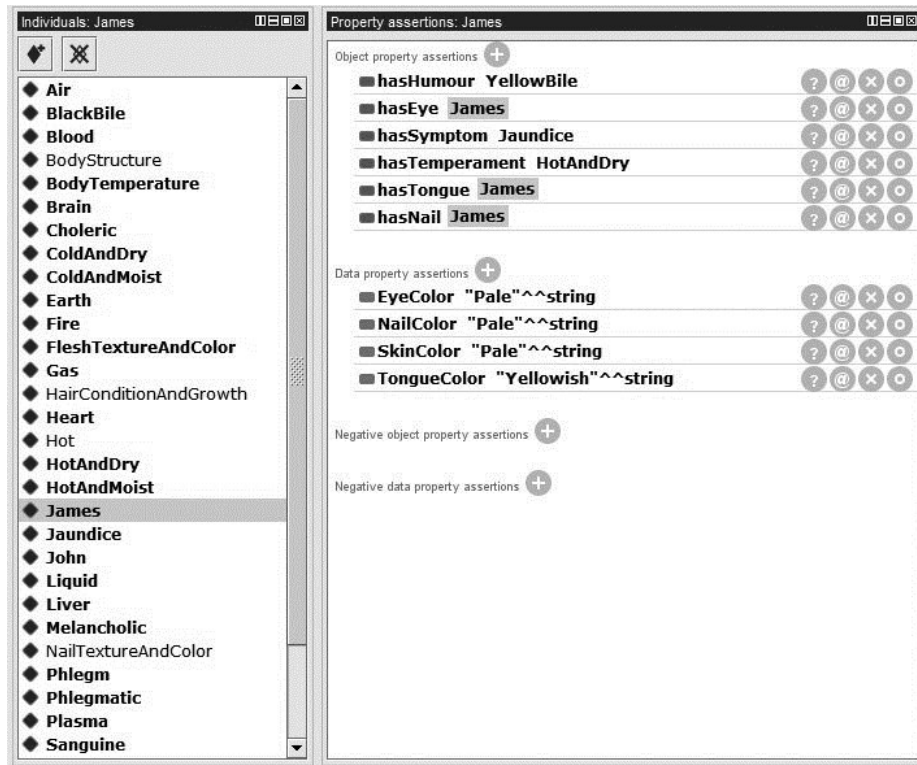 Individuals: James
Air
BlackBile
Blood
BodyStructure
BodyTemperature
Brain
Choleric
ColdAndDry
ColdAndMoist
Earth
Fire
FleshTextureAndColor
Gas
HairConditionAndGrowth
Heart
Hot
HotAndDry
HotAndMoist
James
Jaundice
John
Liquid
Liver
Melancholic
NailTextureAndColor
Phlegm
Phlegmatic
Plasma
Sanguine
Property assertions: James
Object property assertions
hasHumour YellowBile
hasEye James
hasSymptom Jaundice
hasTemperament HotAndDry
hasTongue James
hasNail James
Data property assertions
EyeColor "Pale"^^string
NailColor "Pale"^^string
SkinColor "Pale"^^string
TongueColor "Yellowish"^^string
Negative object property assertions
Negative data property assertions